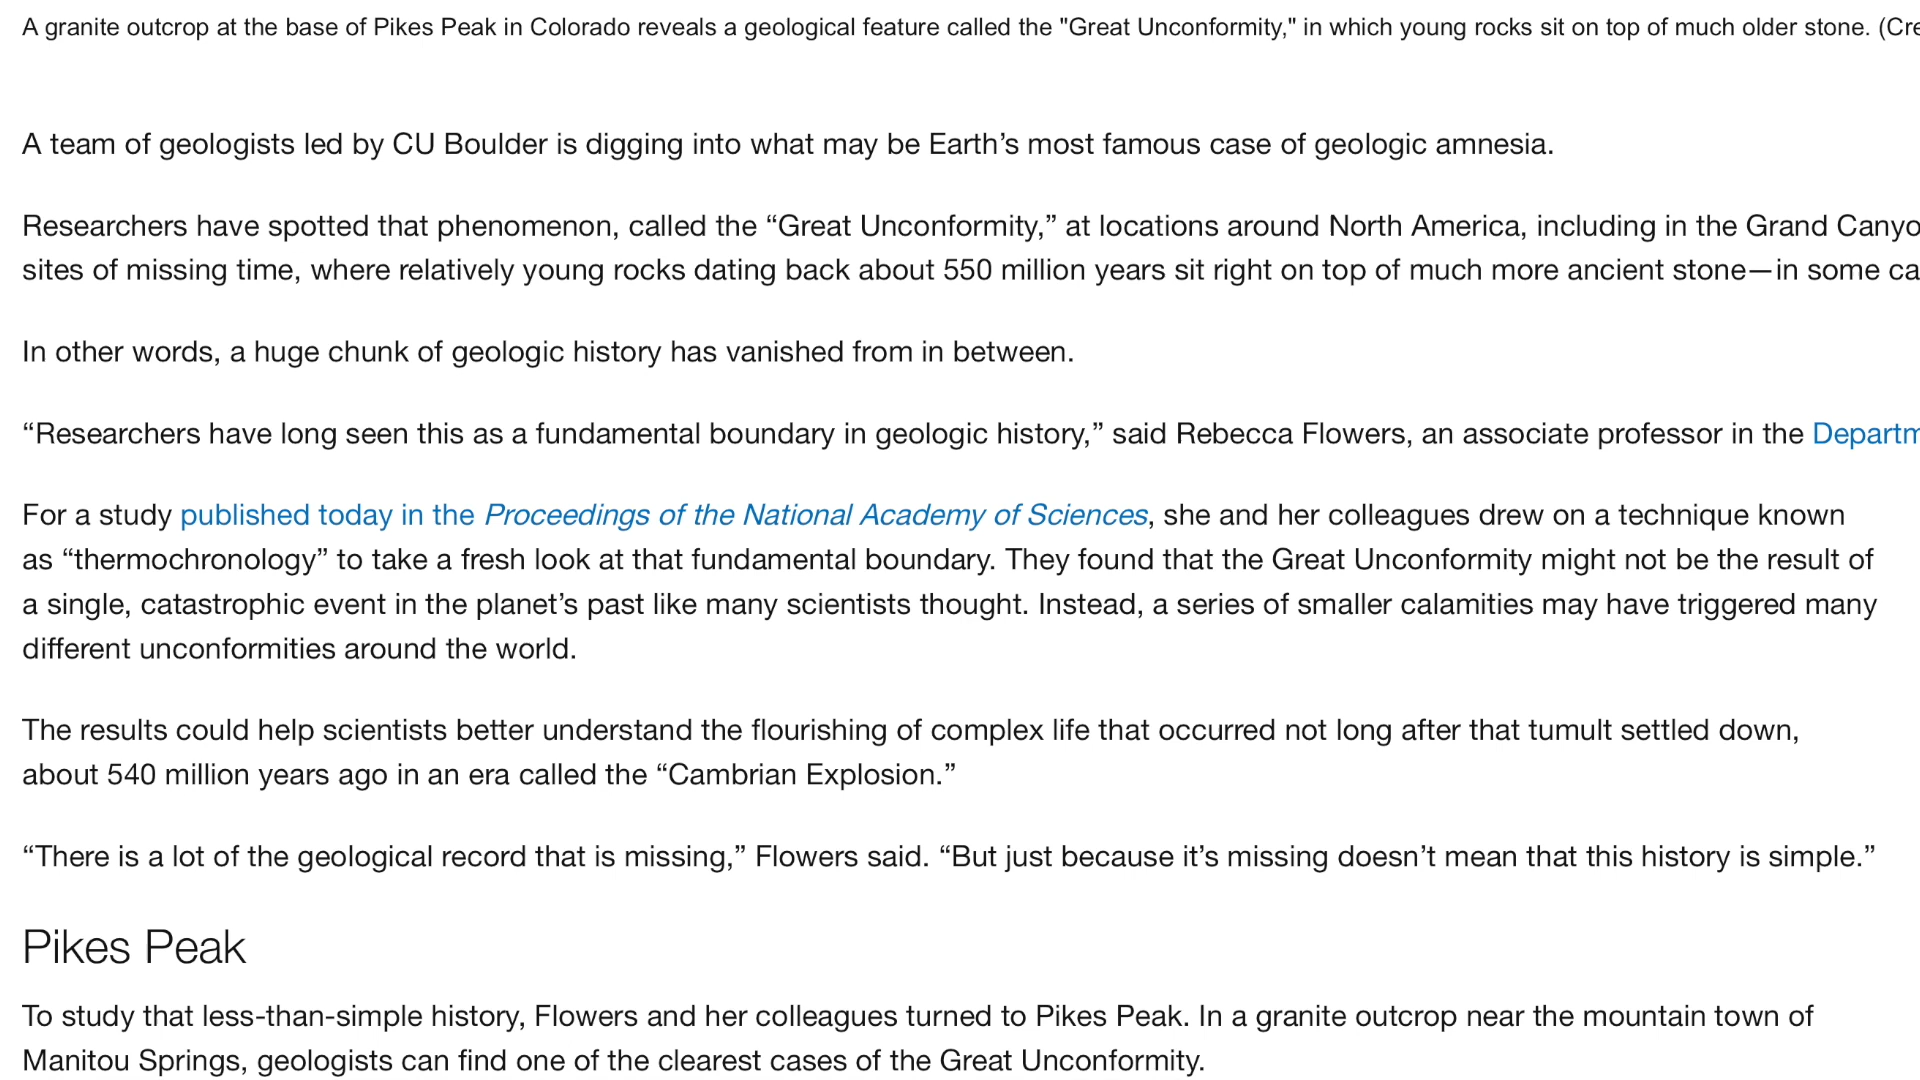 A granite outcrop at the base of Pikes Peak in Colorado reveals a geological feature called the "Great Unconformity," in which young rocks sit on top of much older stone. (Cre
A team of geologists led by CU Boulder is digging into what may be Earth’s most famous case of geologic amnesia.
Researchers have spotted that phenomenon, called the “Great Unconformity,” at locations around North America, including in the Grand Canyo
sites of missing time, where relatively young rocks dating back about 550 million years sit right on top of much more ancient stone—in some ca
In other words, a huge chunk of geologic history has vanished from in between.
“Researchers have long seen this as a fundamental boundary in geologic history,” said Rebecca Flowers, an associate professor in the Departm
For a study published today in the Proceedings of the National Academy of Sciences, she and her colleagues drew on a technique known
as “thermochronology” to take a fresh look at that fundamental boundary. They found that the Great Unconformity might not be the result of
a single, catastrophic event in the planet’s past like many scientists thought. Instead, a series of smaller calamities may have triggered many
different unconformities around the world.
The results could help scientists better understand the flourishing of complex life that occurred not long after that tumult settled down,
about 540 million years ago in an era called the “Cambrian Explosion.”
“There is a lot of the geological record that is missing,” Flowers said. “But just because it’s missing doesn’t mean that this history is simple.”
Pikes Peak
To study that less-than-simple history, Flowers and her colleagues turned to Pikes Peak. In a granite outcrop near the mountain town of
Manitou Springs, geologists can find one of the clearest cases of the Great Unconformity.